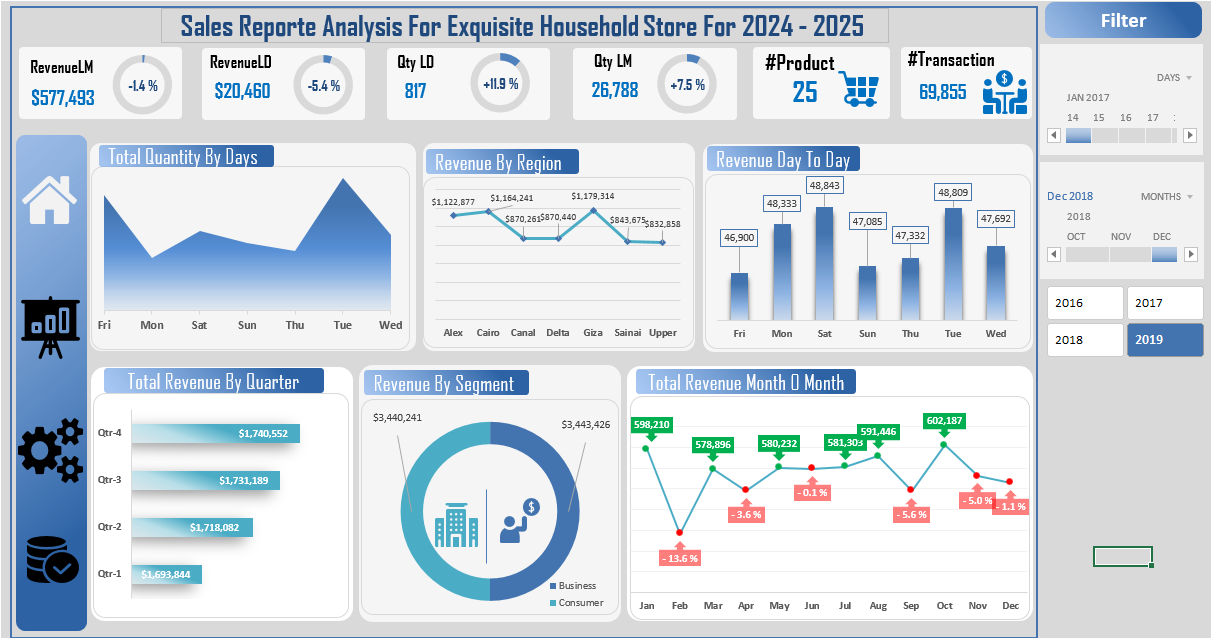 Sales Reporte Analysis For Exquisite Household Store For 2024 - 2025
Filter
RevenueLM
$577,493
-1.4 %
RevenueLD
$20,460
-5.4 %
Qty LD
817
+11.9 %
Qty LM
26,788
+7.5 %
#Product
25
#Transaction
69,855
DAYS
JAN 2017
14 15 16 17
Dec 2018
MONTHS
2018
OCT NOV DEC
2016 2017
2018 2019
Total Quantity By Days
Fri Mon Sat Sun Thu Tue Wed
Revenue By Region
$1,122,877
$1,164,241
$870,261
$870,440
$1,179,314
$843,675
$832,858
Alex Cairo Canal Delta Giza Sainai Upper
Revenue Day To Day
46,900
48,333
48,843
47,085
47,332
48,809
47,692
Fri Mon Sat Sun Thu Tue Wed
Total Revenue By Quarter
Qtr-4 $1,740,552
Qtr-3 $1,731,189
Qtr-2 $1,718,082
Qtr-1 $1,693,844
Revenue By Segment
$3,440,241
$3,443,426
$
Business
Consumer
Total Revenue Month O Month
598,210
- 13.6 %
578,896
- 3.6 %
580,232
- 0.1 %
581,303
591,446
- 5.6 %
602,187
- 5.0 %
- 1.1 %
Jan Feb Mar Apr May Jun Jul Aug Sep Oct Nov Dec